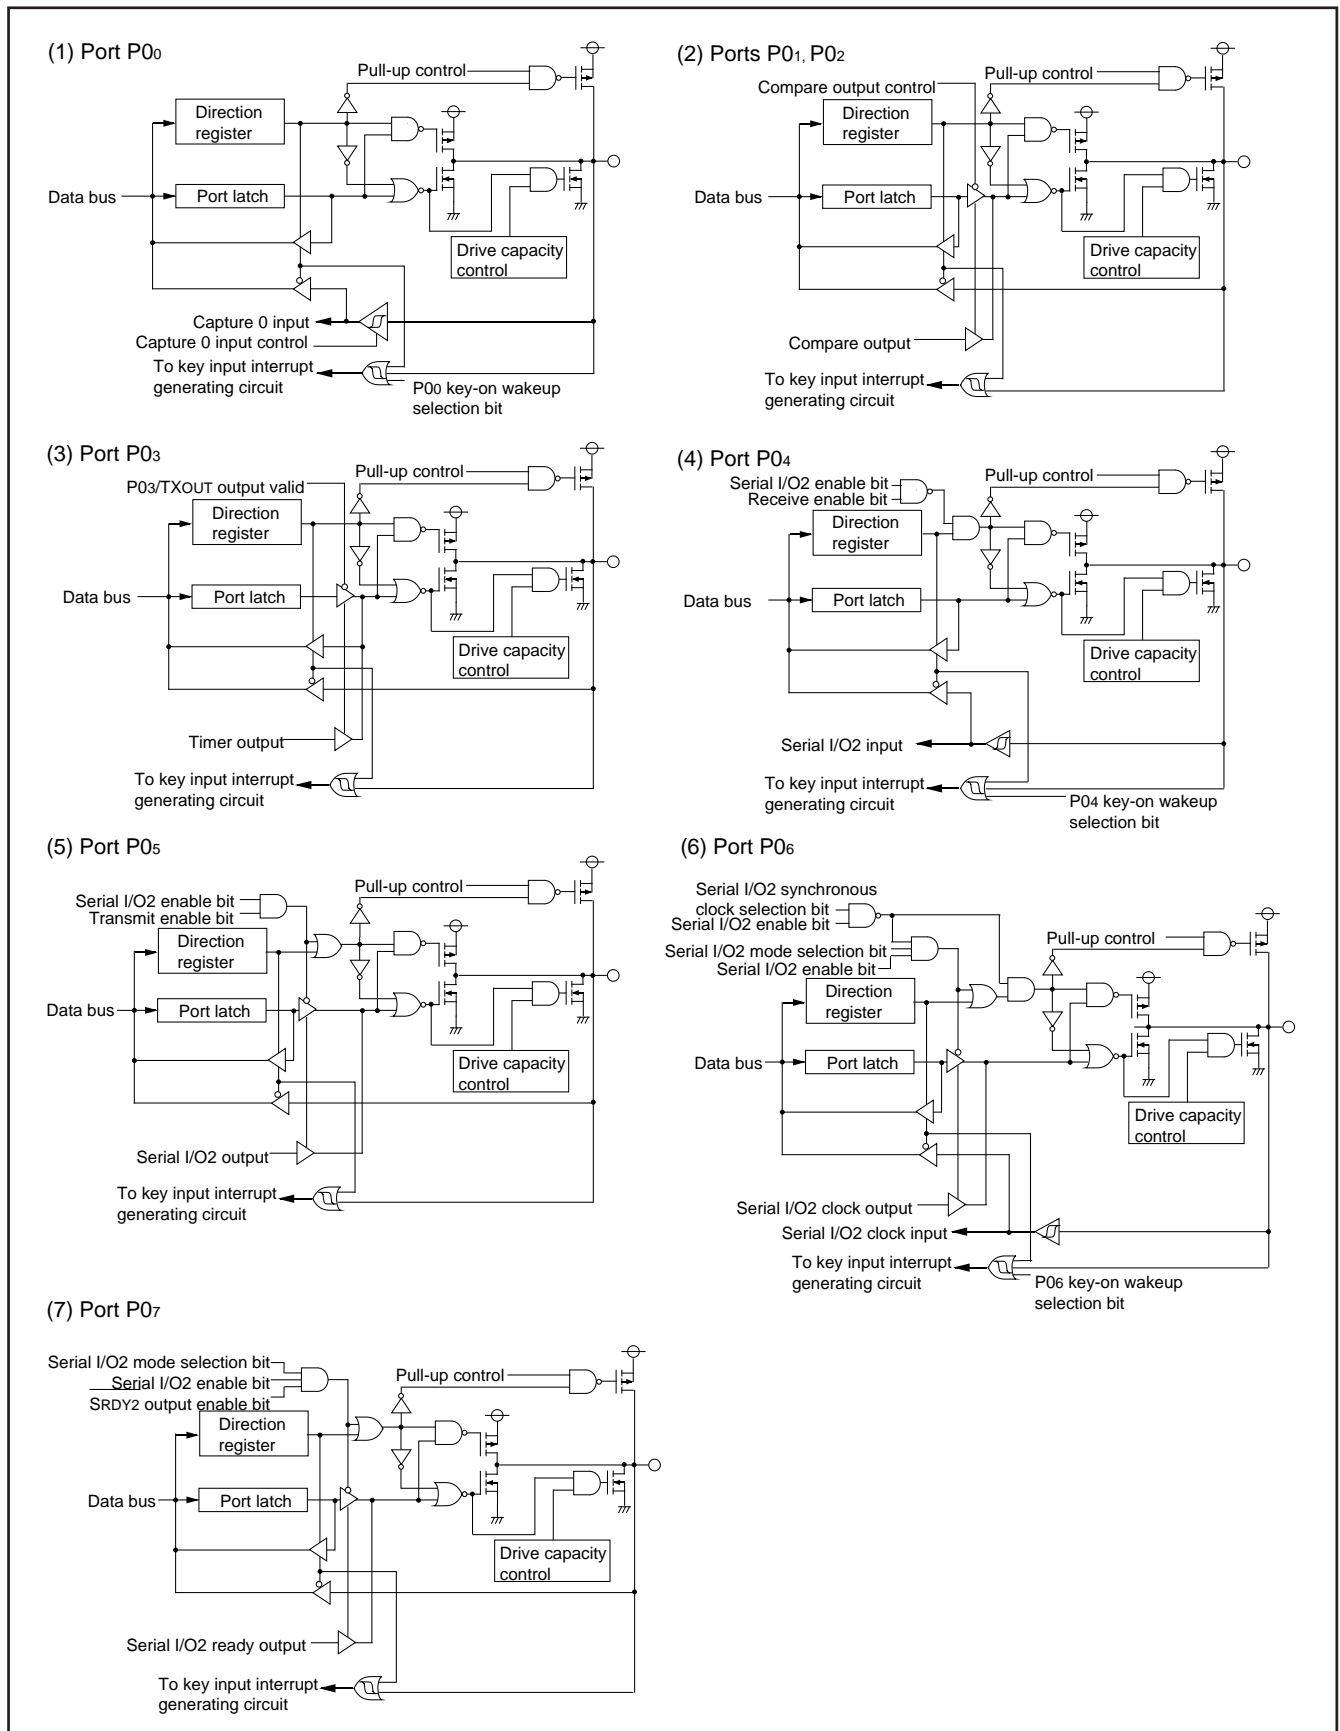 (1) Port P00
Pull-up control
Direction
register
Data bus
Port latch
Drive capacity
control
Capture 0 input
Capture 0 input control
To key input interrupt
generating circuit
P00 key-on wakeup
selection bit
(2) Ports P01, P02
Pull-up control
Compare output control
Direction
register
Data bus
Port latch
Drive capacity
control
Compare output
To key input interrupt
generating circuit
(3) Port P03
Pull-up control
P03/TXOUT output valid
Direction
register
Data bus
Port latch
Drive capacity
control
Timer output
To key input interrupt
generating circuit
(4) Port P04
Pull-up control
Serial I/O2 enable bit
Receive enable bit
Direction
register
Data bus
Port latch
Drive capacity
control
Serial I/O2 input
To key input interrupt
generating circuit
P04 key-on wakeup
selection bit
(5) Port P05
Pull-up control
Serial I/O2 enable bit
Transmit enable bit
Direction
register
Data bus
Port latch
Drive capacity
control
Serial I/O2 output
To key input interrupt
generating circuit
(6) Port P06
Serial I/O2 synchronous
clock selection bit
Serial I/O2 enable bit
Pull-up control
Serial I/O2 mode selection bit
Serial I/O2 enable bit
Direction
register
Data bus
Port latch
Drive capacity
control
Serial I/O2 clock output
Serial I/O2 clock input
To key input interrupt
generating circuit
P06 key-on wakeup
selection bit
(7) Port P07
Serial I/O2 mode selection bit
Pull-up control
Serial I/O2 enable bit
SRDY2 output enable bit
Direction
register
Data bus
Port latch
Drive capacity
control
Serial I/O2 ready output
To key input interrupt
generating circuit